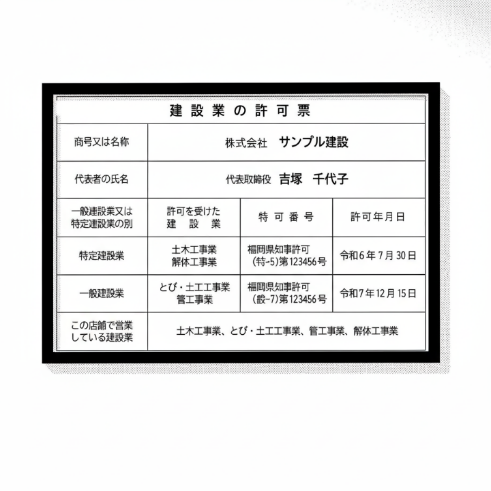 建設業の許可票
商号又は名称 株式会社 サンプル建設
代表者の氏名 代表取締役 吉塚 千代子
一般建設業又は
特定建設業の別
許可を受けた
建設業
特可番号
許可年月日
特定建設業
土木工事業
解体工事業
福岡県知事許可
(特-5)第123456号
令和6年7月30日
一般建設業
とび・土工工事業
管工事業
福岡県知事許可
(般-7)第123456号
令和7年12月15日
この店舗で営業
している建設業
土木工事業、とび・土工工事業、管工事業、解体工事業